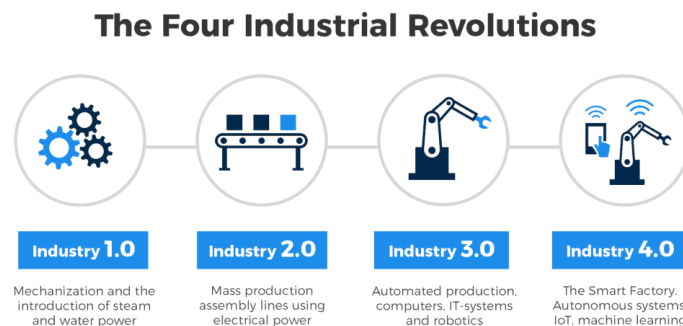 The Four Industrial Revolutions
Industry 1.0
Industry 2.0
Industry 3.0
Industry 4.0
Mechanization and the
introduction of steam
and water power
Mass production
assembly lines using
electrical power
Automated production,
computers, IT-systems
and robotics
The Smart Factory.
Autonomous systems
IoT, machine learning